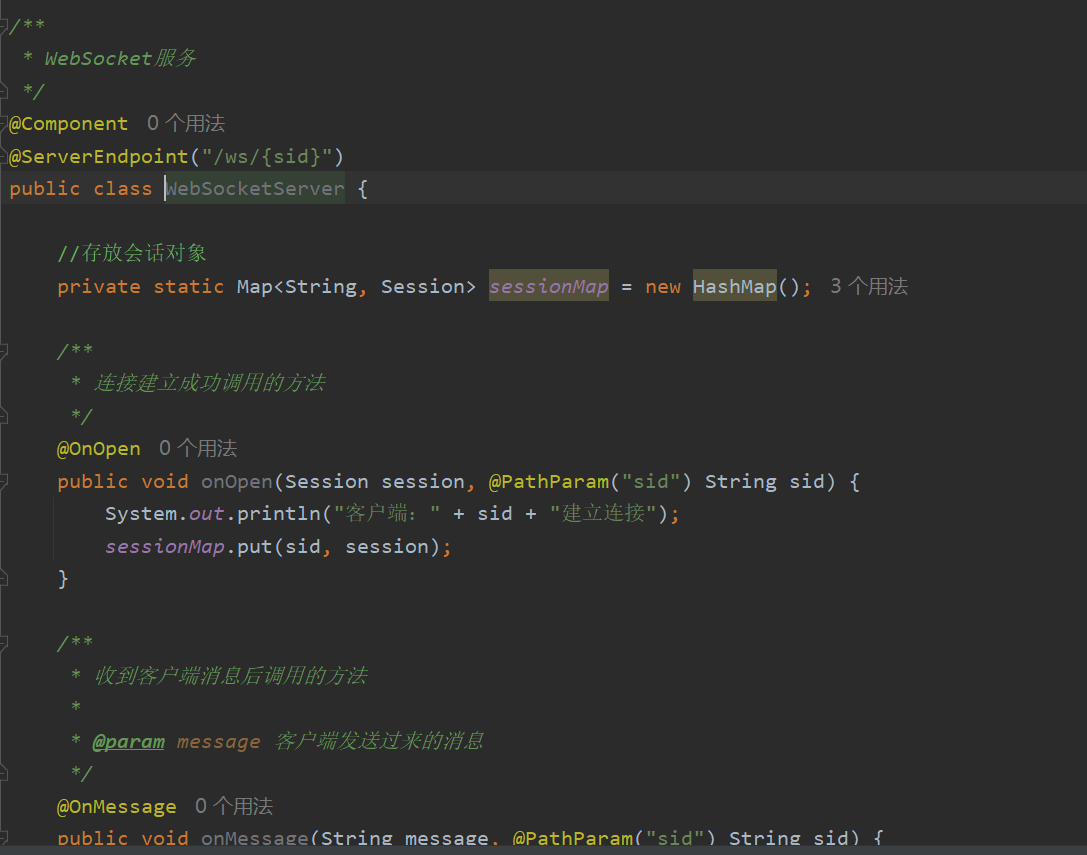 /**
 * WebSocket服务
 */
@Component 0 个用法
@ServerEndpoint("/ws/{sid}")
public class WebSocketServer {
//存放会话对象
private static Map<String, Session> sessionMap = new HashMap(); 3 个用法
/**
 * 连接建立成功调用的方法
 */
@OnOpen 0 个用法
public void onOpen(Session session, @PathParam("sid") String sid) {
System.out.println("客户端：" + sid + "建立连接");
sessionMap.put(sid, session);
}
/**
 * 收到客户端消息后调用的方法
 *
 * @param message 客户端发送过来的消息
 */
@OnMessage 0 个用法
public void onMessage(String message, @PathParam("sid") String sid) {